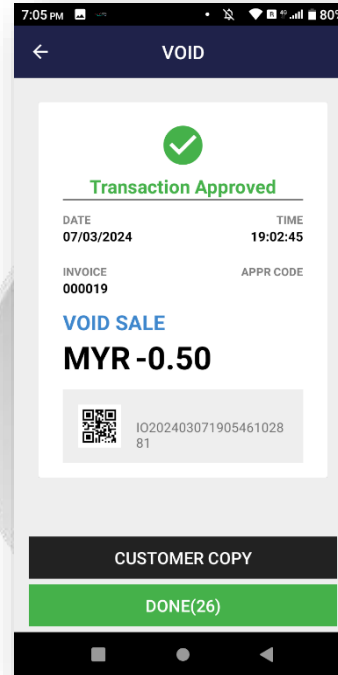 7:05 PM 80%
VOID
Transaction Approved
DATE TIME
07/03/2024 19:02:45
INVOICE APPR CODE
000019
VOID SALE
MYR -0.50
IO202403071905461028
81
CUSTOMER COPY
DONE(26)